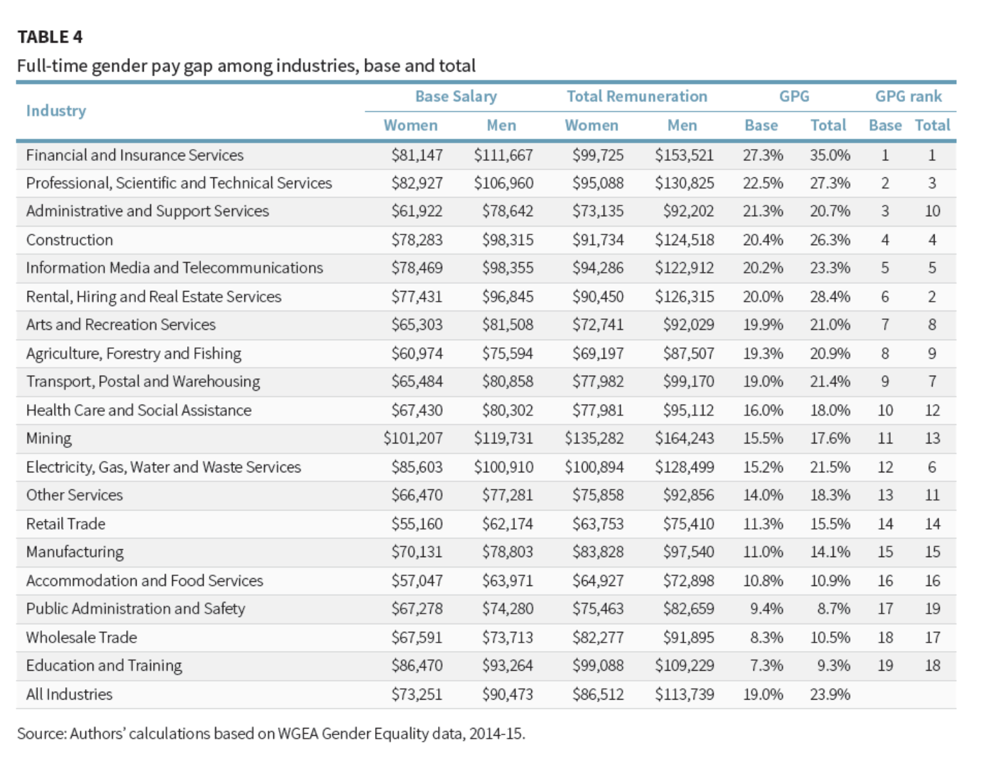 TABLE 4
Full-time gender pay gap among industries, base and total
Industry Base Salary Total Remuneration GPG GPG rank
Women Men Women Men Base Total Base Total
Financial and Insurance Services $81,147 $111,667 $99,725 $153,521 27.3% 35.0% 1 1
Professional, Scientific and Technical Services $82,927 $106,960 $95,088 $130,825 22.5% 27.3% 2 3
Administrative and Support Services $61,922 $78,642 $73,135 $92,202 21.3% 20.7% 3 10
Construction $78,283 $98,315 $91,734 $124,518 20.4% 26.3% 4 4
Information Media and Telecommunications $78,469 $98,355 $94,286 $122,912 20.2% 23.3% 5 5
Rental, Hiring and Real Estate Services $77,431 $96,845 $90,450 $126,315 20.0% 28.4% 6 2
Arts and Recreation Services $65,303 $81,508 $72,741 $92,029 19.9% 21.0% 7 8
Agriculture, Forestry and Fishing $60,974 $75,594 $69,197 $87,507 19.3% 20.9% 8 9
Transport, Postal and Warehousing $65,484 $80,858 $77,982 $99,170 19.0% 21.4% 9 7
Health Care and Social Assistance $67,430 $80,302 $77,981 $95,112 16.0% 18.0% 10 12
Mining $101,207 $119,731 $135,282 $164,243 15.5% 17.6% 11 13
Electricity, Gas, Water and Waste Services $85,603 $100,910 $100,894 $128,499 15.2% 21.5% 12 6
Other Services $66,470 $77,281 $75,858 $92,856 14.0% 18.3% 13 11
Retail Trade $55,160 $62,174 $63,753 $75,410 11.3% 15.5% 14 14
Manufacturing $70,131 $78,803 $83,828 $97,540 11.0% 14.1% 15 15
Accommodation and Food Services $57,047 $63,971 $64,927 $72,898 10.8% 10.9% 16 16
Public Administration and Safety $67,278 $74,280 $75,463 $82,659 9.4% 8.7% 17 19
Wholesale Trade $67,591 $73,713 $82,277 $91,895 8.3% 10.5% 18 17
Education and Training $86,470 $93,264 $99,088 $109,229 7.3% 9.3% 19 18
All Industries $73,251 $90,473 $86,512 $113,739 19.0% 23.9%
Source: Authors’ calculations based on WGEA Gender Equality data, 2014-15.